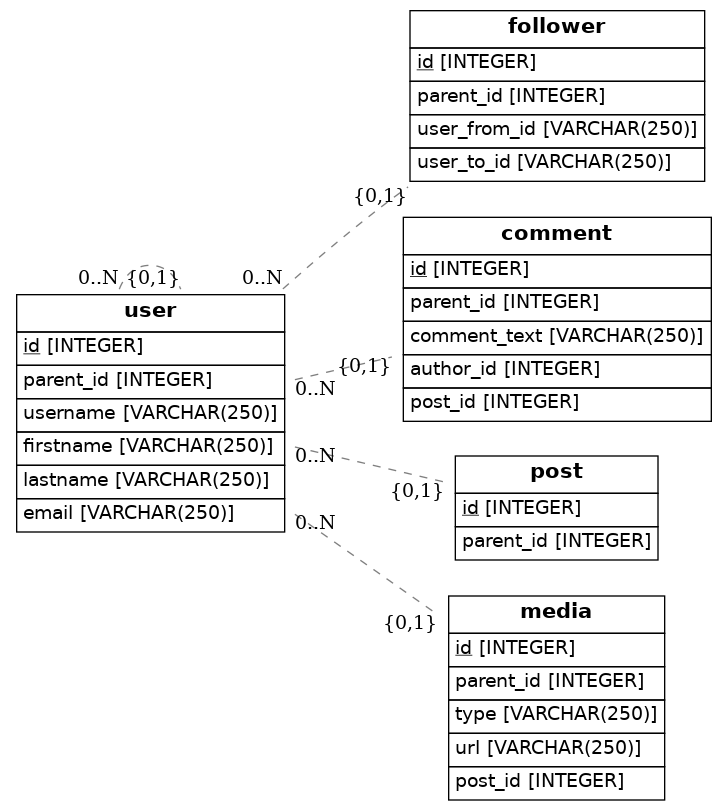 follower
id [INTEGER]
parent_id [INTEGER]
user_from_id [VARCHAR(250)]
user_to_id [VARCHAR(250)]
{0,1}
0..N
0..N {0,1}
comment
id [INTEGER]
parent_id [INTEGER]
comment_text [VARCHAR(250)]
author_id [INTEGER]
post_id [INTEGER]
{0,1}
0..N
user
id [INTEGER]
parent_id [INTEGER]
username [VARCHAR(250)]
firstname [VARCHAR(250)]
lastname [VARCHAR(250)]
email [VARCHAR(250)]
0..N
{0,1}
post
id [INTEGER]
parent_id [INTEGER]
0..N
{0,1}
media
id [INTEGER]
parent_id [INTEGER]
type [VARCHAR(250)]
url [VARCHAR(250)]
post_id [INTEGER]